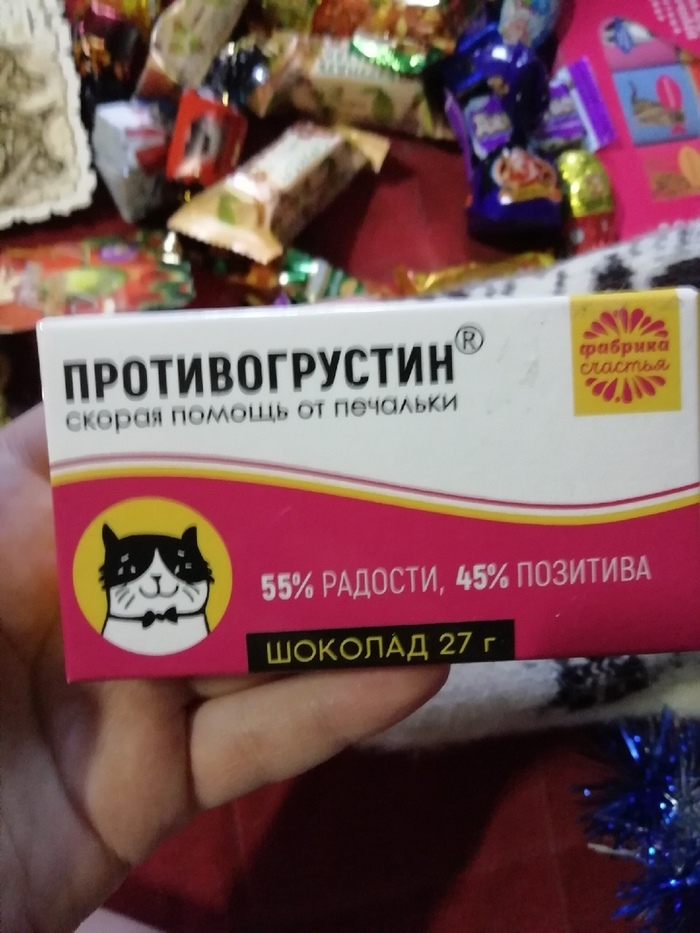 ПРОТИВОГРУСТИН®
скорая помощь от печальки
фабрика
счастья
55% РАДОСТИ, 45% ПОЗИТИВА
ШОКОЛАД 27 г